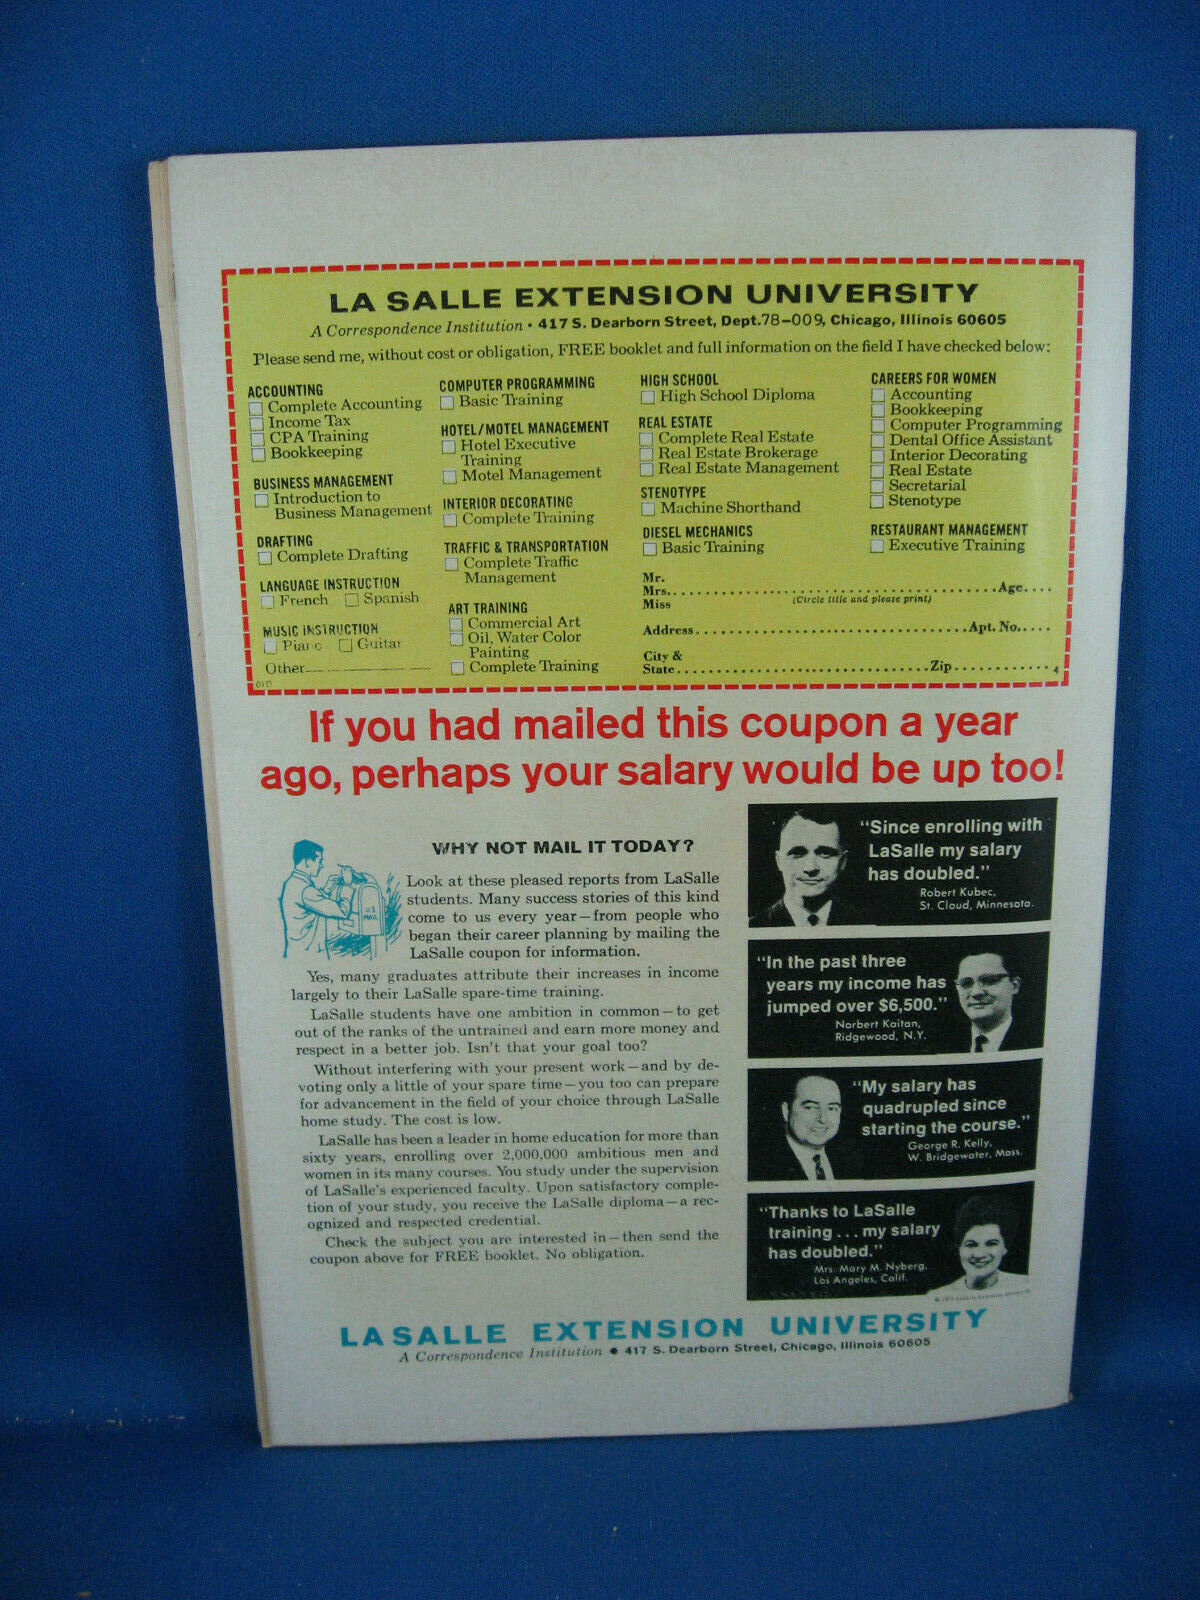 LA SALLE EXTENSION UNIVERSITY
A Correspondence Institution • 417 S. Dearborn Street, Dept.78-009, Chicago, Illinois 60605
Please send me, without cost or obligation, FREE booklet and full information on the field I have checked below:
ACCOUNTING
Complete Accounting
Income Tax
CPA Training
Bookkeeping
BUSINESS MANAGEMENT
Introduction to
Business Management
DRAFTING
Complete Drafting
LANGUAGE INSTRUCTION
French Spanish
MUSIC INSTRUCTION
Piano Guitar
Other
COMPUTER PROGRAMMING
Basic Training
HOTEL/MOTEL MANAGEMENT
Hotel Executive
Training
Motel Management
INTERIOR DECORATING
Complete Training
TRAFFIC & TRANSPORTATION
Complete Traffic
Management
ART TRAINING
Commercial Art
Oil, Water Color
Painting
Complete Training
HIGH SCHOOL
High School Diploma
REAL ESTATE
Complete Real Estate
Real Estate Brokerage
Real Estate Management
STENOTYPE
Machine Shorthand
DIESEL MECHANICS
Basic Training
CAREERS FOR WOMEN
Accounting
Bookkeeping
Computer Programming
Dental Office Assistant
Interior Decorating
Real Estate
Secretarial
Stenotype
RESTAURANT MANAGEMENT
Executive Training
Mr.
Mrs. Age
Miss (Circle title and please print)
Address Apt. No.
City &
State Zip 4
If you had mailed this coupon a year
ago, perhaps your salary would be up too!
WHY NOT MAIL IT TODAY?
U S
MAIL
Look at these pleased reports from LaSalle
students. Many success stories of this kind
come to us every year—from people who
began their career planning by mailing the
LaSalle coupon for information.
Yes, many graduates attribute their increases in income
largely to their LaSalle spare-time training.
LaSalle students have one ambition in common—to get
out of the ranks of the untrained and earn more money and
respect in a better job. Isn't that your goal too?
Without interfering with your present work—and by de-
voting only a little of your spare time—you too can prepare
for advancement in the field of your choice through LaSalle
home study. The cost is low.
LaSalle has been a leader in home education for more than
sixty years, enrolling over 2,000,000 ambitious men and
women in its many courses. You study under the supervision
of LaSalle's experienced faculty. Upon satisfactory comple-
tion of your study, you receive the LaSalle diploma—a rec-
ognized and respected credential.
Check the subject you are interested in—then send the
coupon above for FREE booklet. No obligation.
"Since enrolling with
LaSalle my salary
has doubled."
Robert Kubec,
St. Cloud, Minnesota.
"In the past three
years my income has
jumped over $6,500."
Norbert Kaitan,
Ridgewood, N.Y.
"My salary has
quadrupled since
starting the course."
George R. Kelly,
W. Bridgewater, Mass.
"Thanks to LaSalle
training ... my salary
has doubled."
Mrs. Mary M. Nyberg,
Los Angeles, Calif.
LA SALLE EXTENSION UNIVERSITY
A Correspondence Institution • 417 S. Dearborn Street, Chicago, Illinois 60605